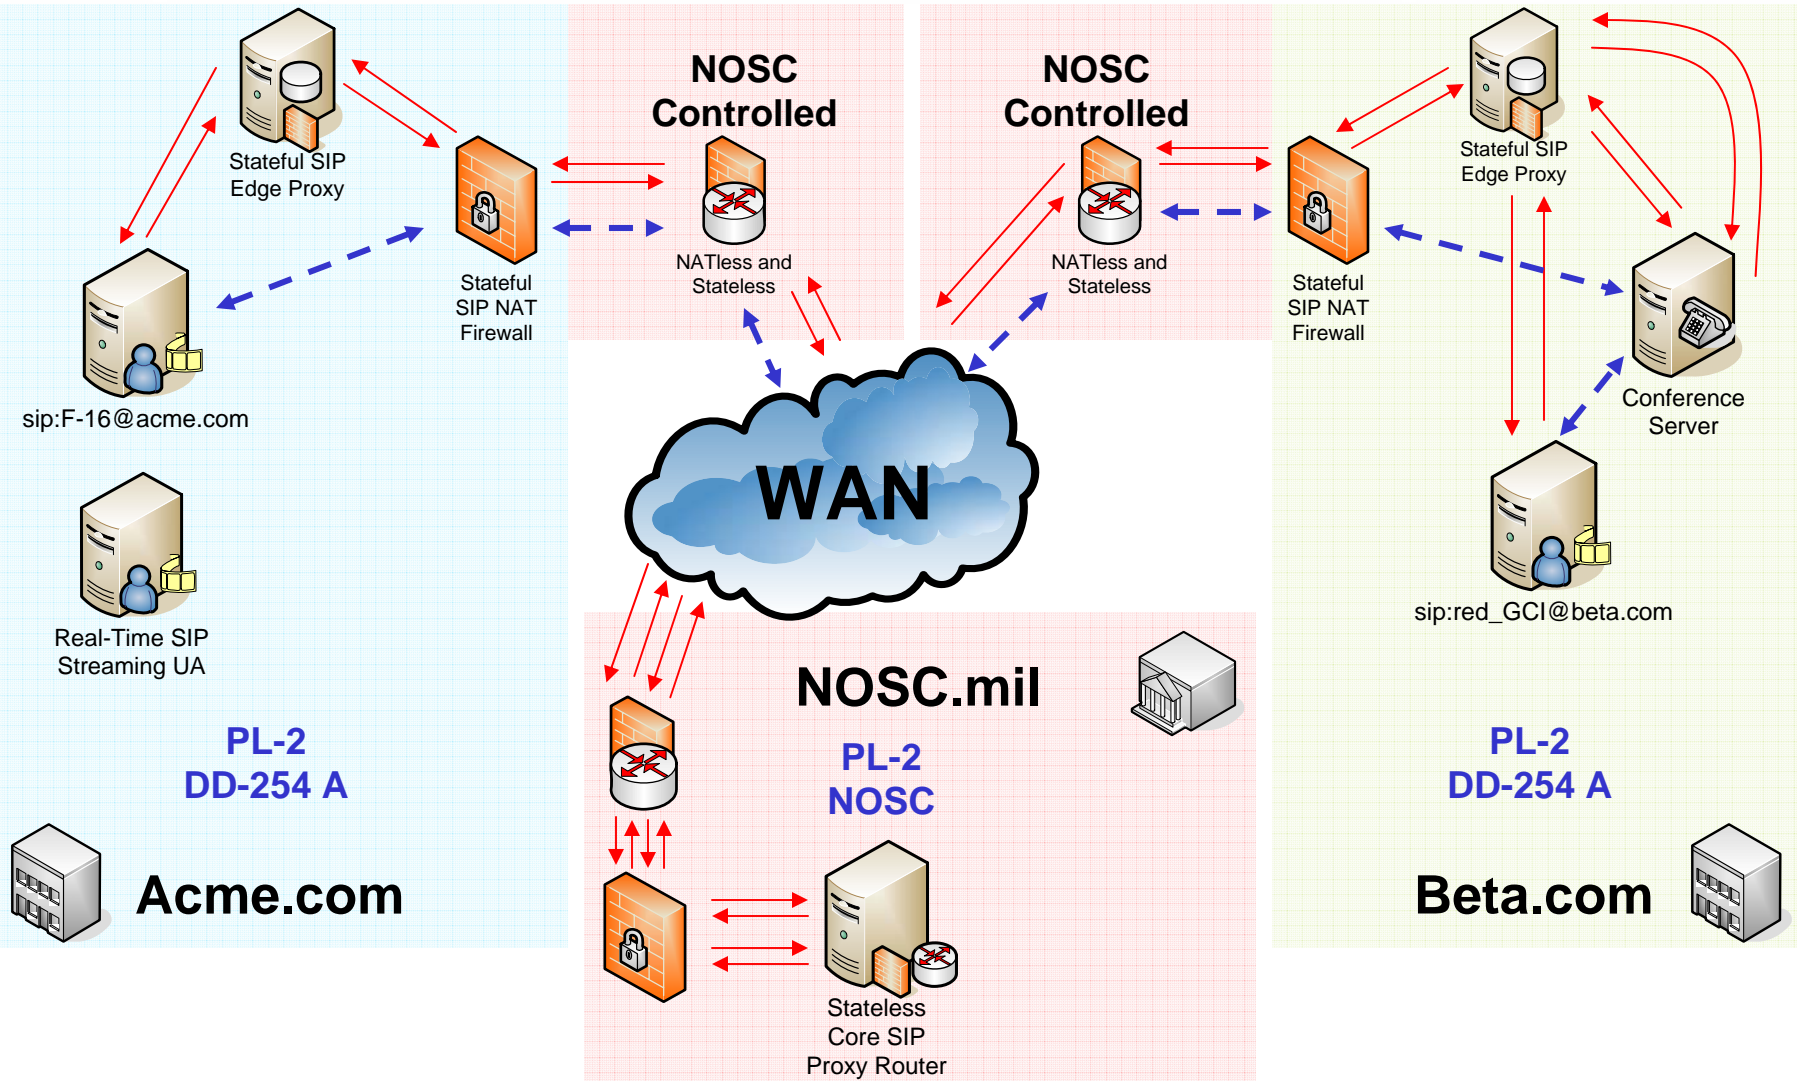 Stateful SIP
Edge Proxy
Stateful
SIP NAT
Firewall
sip:F-16@acme.com
Real-Time SIP
Streaming UA
PL-2
DD-254 A
Acme.com
NOSC
Controlled
NATless and
Stateless
NOSC
Controlled
NATless and
Stateless
WAN
NOSC.mil
PL-2
NOSC
Stateless
Core SIP
Proxy Router
Stateful SIP
Edge Proxy
Stateful
SIP NAT
Firewall
Conference
Server
sip:red_GCI@beta.com
PL-2
DD-254 A
Beta.com